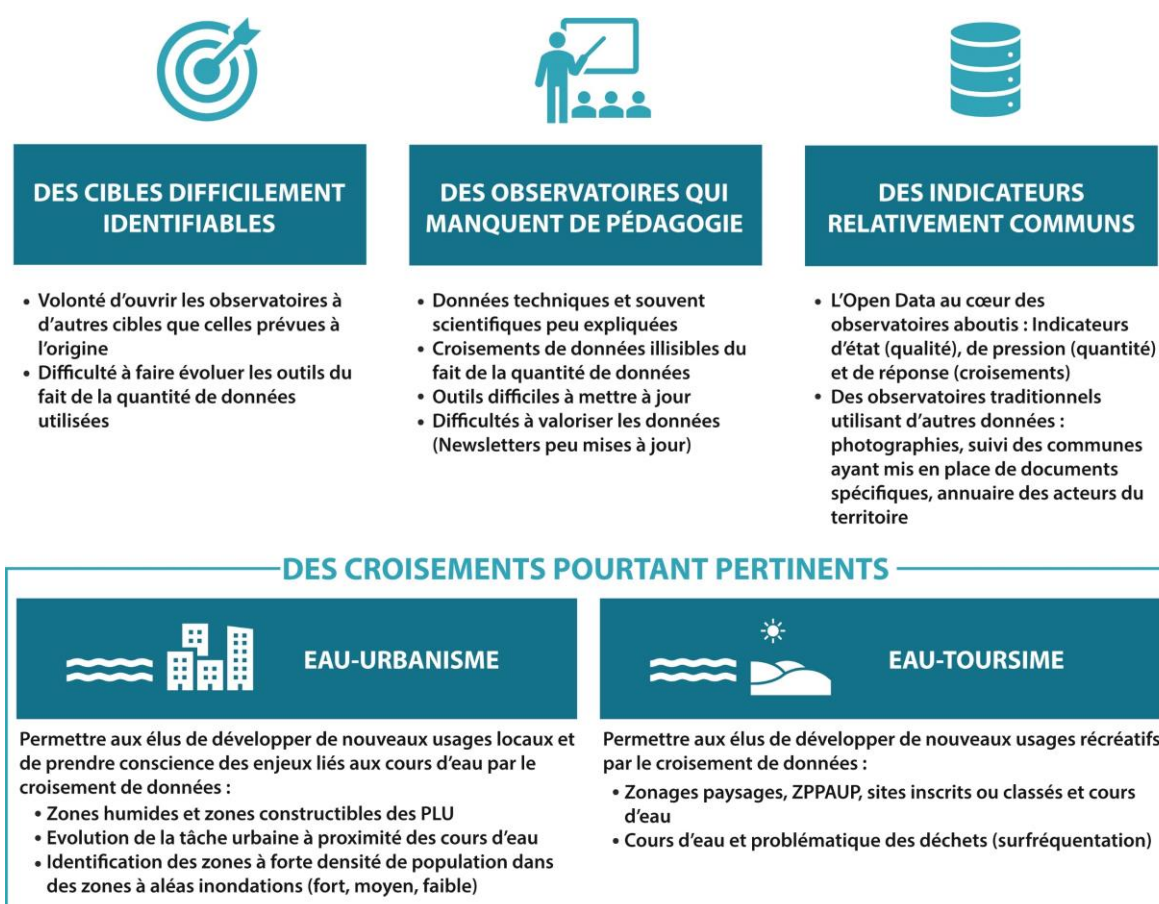 DES CIBLES DIFFICILEMENT
IDENTIFIABLES
• Volonté d'ouvrir les observatoires à
d'autres cibles que celles prévues à
l'origine
• Difficulté à faire évoluer les outils du
fait de la quantité de données
utilisées
DES OBSERVATOIRES QUI
MANQUENT DE PÉDAGOGIE
• Données techniques et souvent
scientifiques peu expliquées
• Croisements de données illisibles du
fait de la quantité de données
• Outils difficiles à mettre à jour
• Difficultés à valoriser les données
(Newsletters peu mises à jour)
DES INDICATEURS
RELATIVEMENT COMMUNS
• L'Open Data au cœur des
observatoires aboutis : Indicateurs
d'état (qualité), de pression (quantité)
et de réponse (croisements)
• Des observatoires traditionnels
utilisant d'autres données :
photographies, suivi des communes
ayant mis en place de documents
spécifiques, annuaire des acteurs du
territoire
DES CROISEMENTS POURTANT PERTINENTS
EAU-URBANISME
Permettre aux élus de développer de nouveaux usages locaux et
de prendre conscience des enjeux liés aux cours d'eau par le
croisement de données :
• Zones humides et zones constructibles des PLU
• Evolution de la tâche urbaine à proximité des cours d'eau
• Identification des zones à forte densité de population dans
des zones à aléas inondations (fort, moyen, faible)
EAU-TOURSIME
Permettre aux élus de développer de nouveaux usages récréatifs
par le croisement de données :
• Zonages paysages, ZPPAUP, sites inscrits ou classés et cours
d'eau
• Cours d'eau et problématique des déchets (surfréquentation)